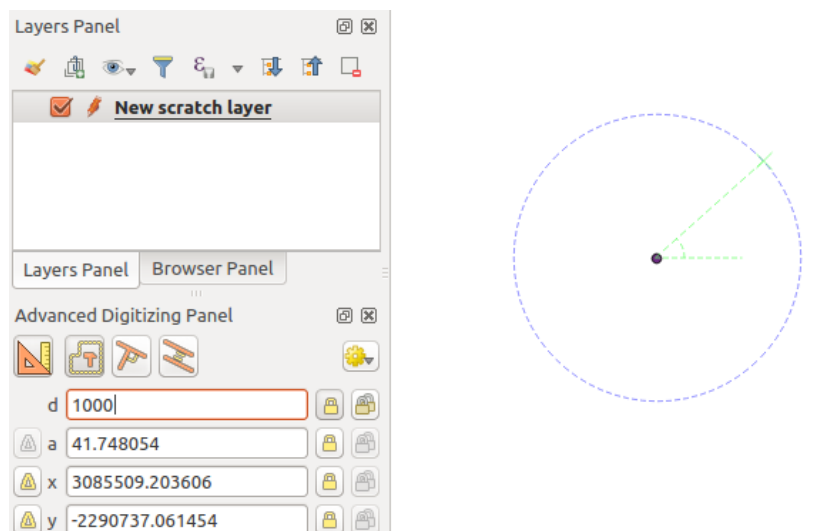 Layers Panel
New scratch layer
Layers Panel
Browser Panel
Advanced Digitizing Panel
d 1000
a 41.748054
x 3085509.203606
y -2290737.061454